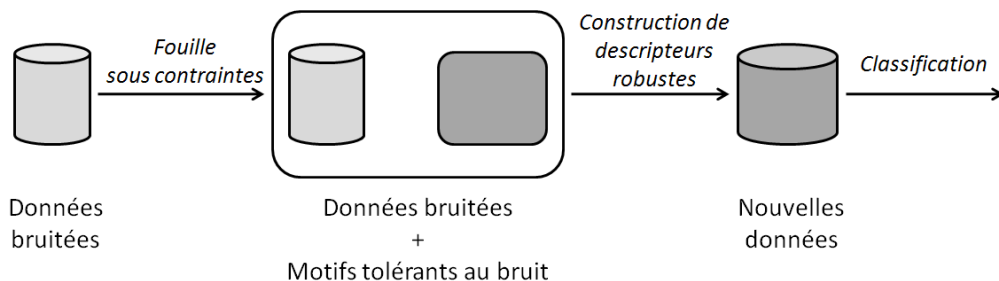 Fouille
sous contraintes
Construction de
descripteurs
robustes
Classification
Données
bruitées
Données bruitées
+
Motifs tolérants au bruit
Nouvelles
données